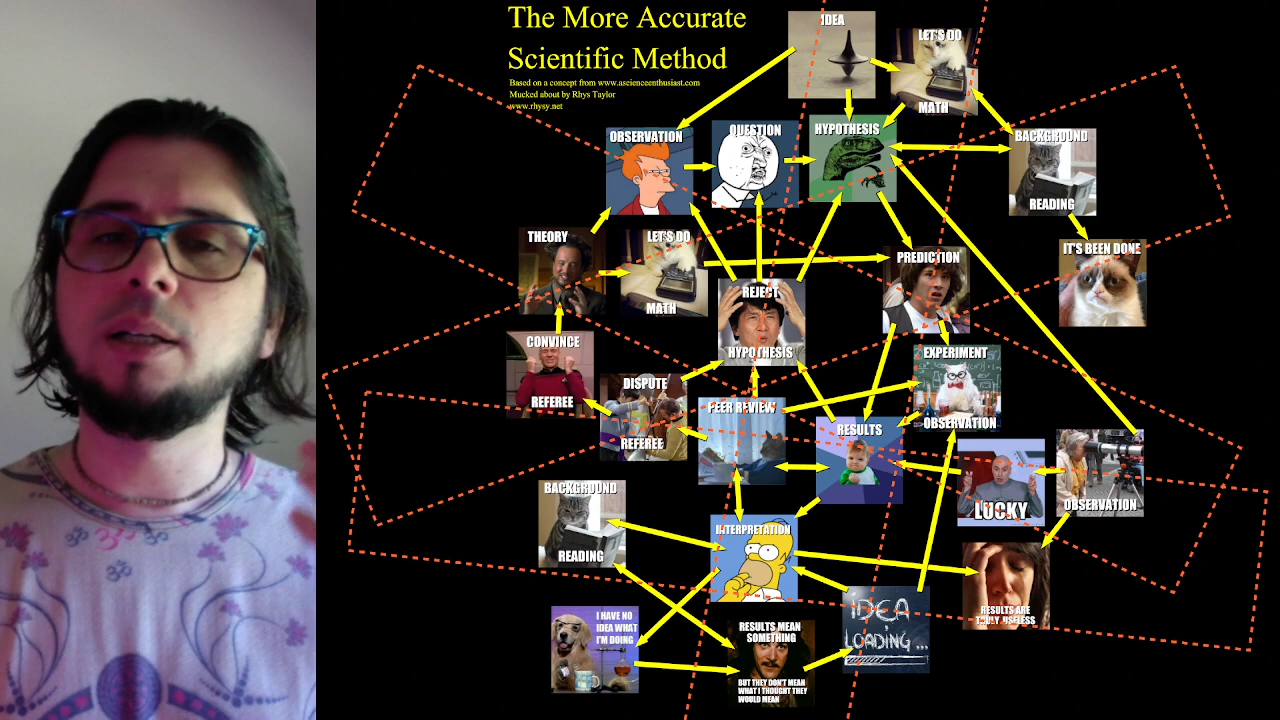 The More Accurate
Scientific Method
Based on a concept from www.ascienceenthusiast.com
Mucked about by Rhys Taylor
www.rhysy.net
IDEA
LET'S DO
MATH
OBSERVATION
QUESTION
HYPOTHESIS
BACKGROUND
READING
THEORY
LET'S DO
MATH
REJECT
HYPOTHESIS
PREDICTION
IT'S BEEN DONE
CONVINCE
REFEREE
DISPUTE
REFEREE
PEER REVIEW
RESULTS
EXPERIMENT
OBSERVATION
LUCKY
OBSERVATION
BACKGROUND
READING
INTERPRETATION
IDEA
LOADING...
RESULTS ARE
TRULY USELESS
I HAVE NO
IDEA WHAT
I'M DOING
RESULTS MEAN
SOMETHING
BUT THEY DON'T MEAN
WHAT I THOUGHT THEY
WOULD MEAN
ॐ